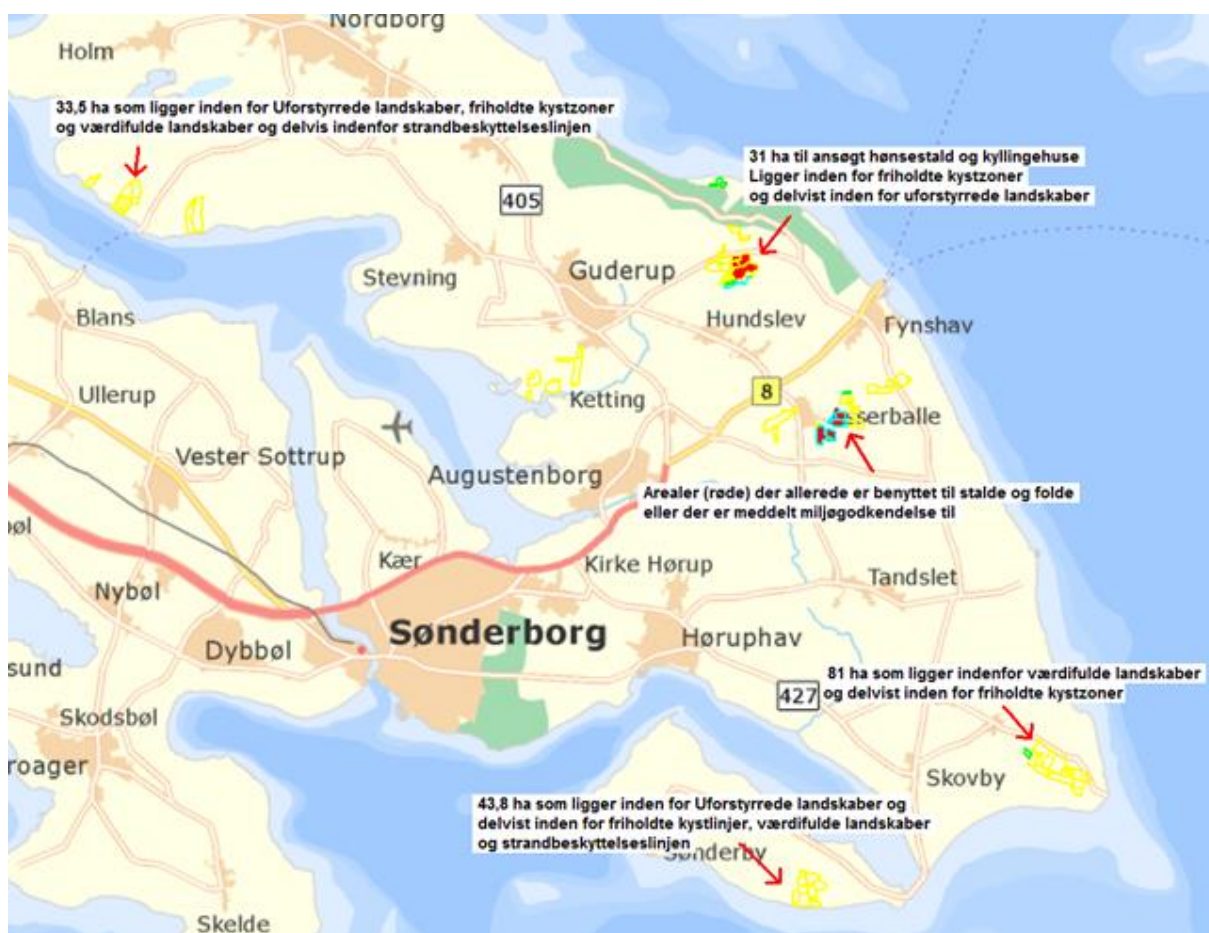 Nordborg
Holm
33,5 ha som ligger inden for Uforstyrrede landskaber, friholdte kystzoner
og værdifulde landskaber og delvis indenfor strandbeskyttelseslinjen
31 ha til ansøgt hønsestald og kyllingehuse
Ligger inden for friholdte kystzoner
og delvist inden for uforstyrrede landskaber
405
Stevning
Guderup
Blans
Hundslev
Fynshav
Ullerup
Ketting
8
sserballe
Vester Sottrup
Augustenborg
Arealer (røde) der allerede er benyttet til stalde og folde
eller der er meddelt miljøgodkendelse til
bøl
Kær
Kirke Hørup
Nybøl
Tandslet
Sønderborg
Dybbøl
Høruphav
sund
81 ha som ligger indenfor værdifulde landskaber
og delvist inden for friholdte kystzoner
427
Skodsbøl
roager
Skovby
43,8 ha som ligger inden for Uforstyrrede landskaber og
delvist inden for friholdte kystlinjer, værdifulde landskaber
og strandbeskyttelseslinjen
Sønderby
Skelde